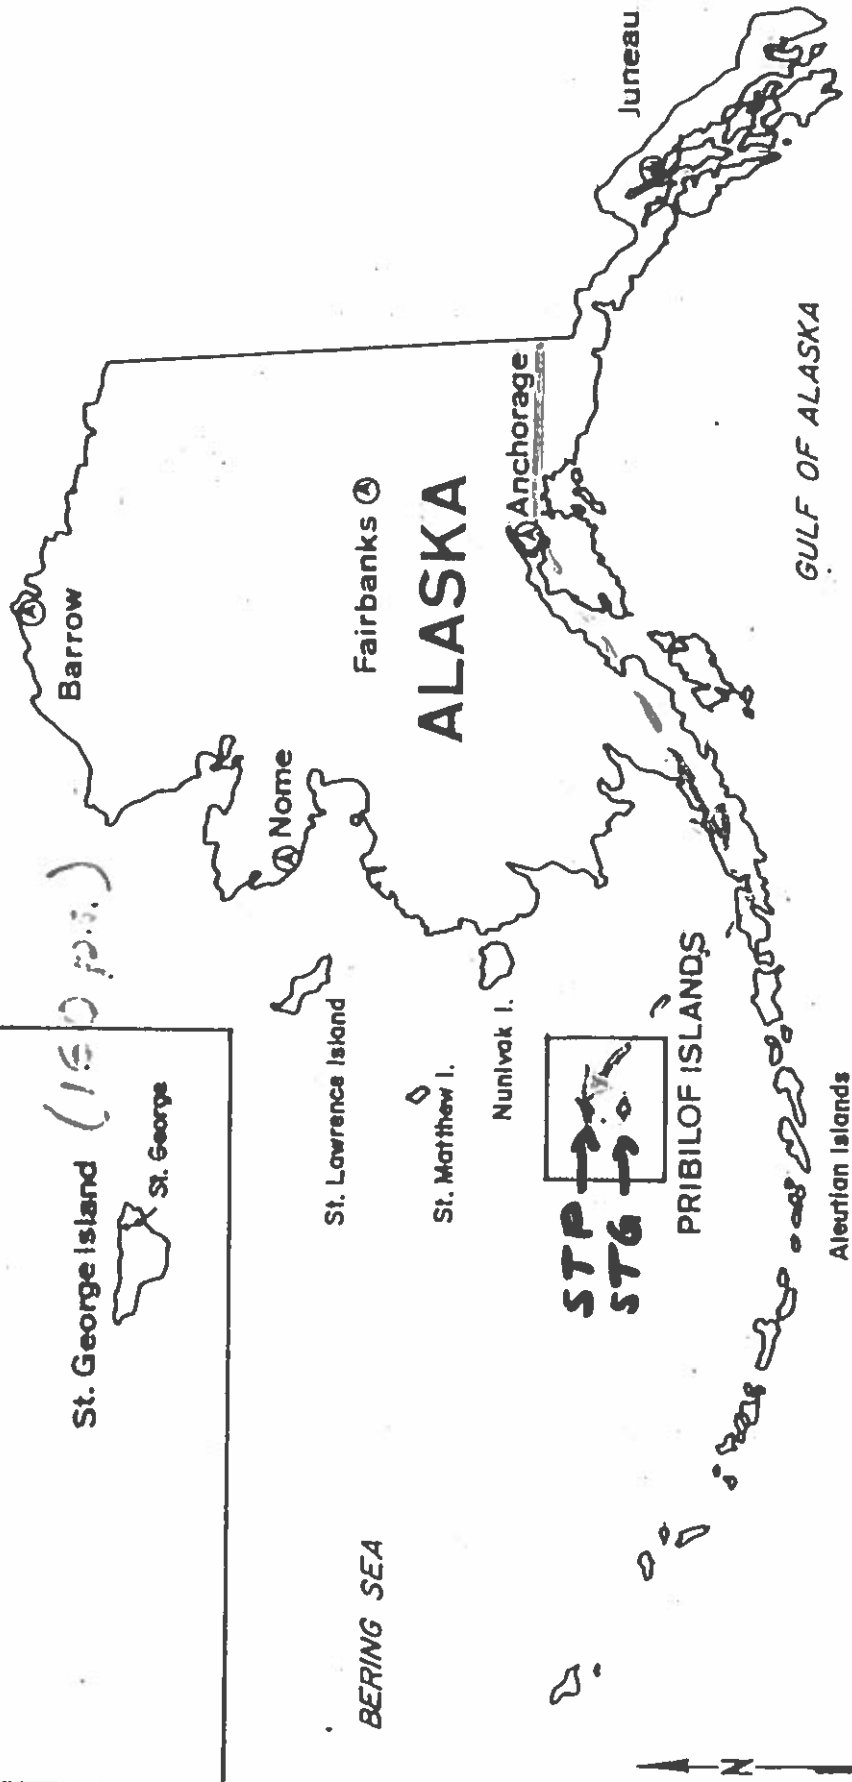 St. George Island
St. George
Barrow
Nome
Fairbanks
ALASKA
Anchorage
Juneau
St. Lawrence Island
St. Matthew I.
Nunivak I.
STP
STG
PRIBILOF ISLANDS
BERING SEA
Aleutian Islands
GULF OF ALASKA
N